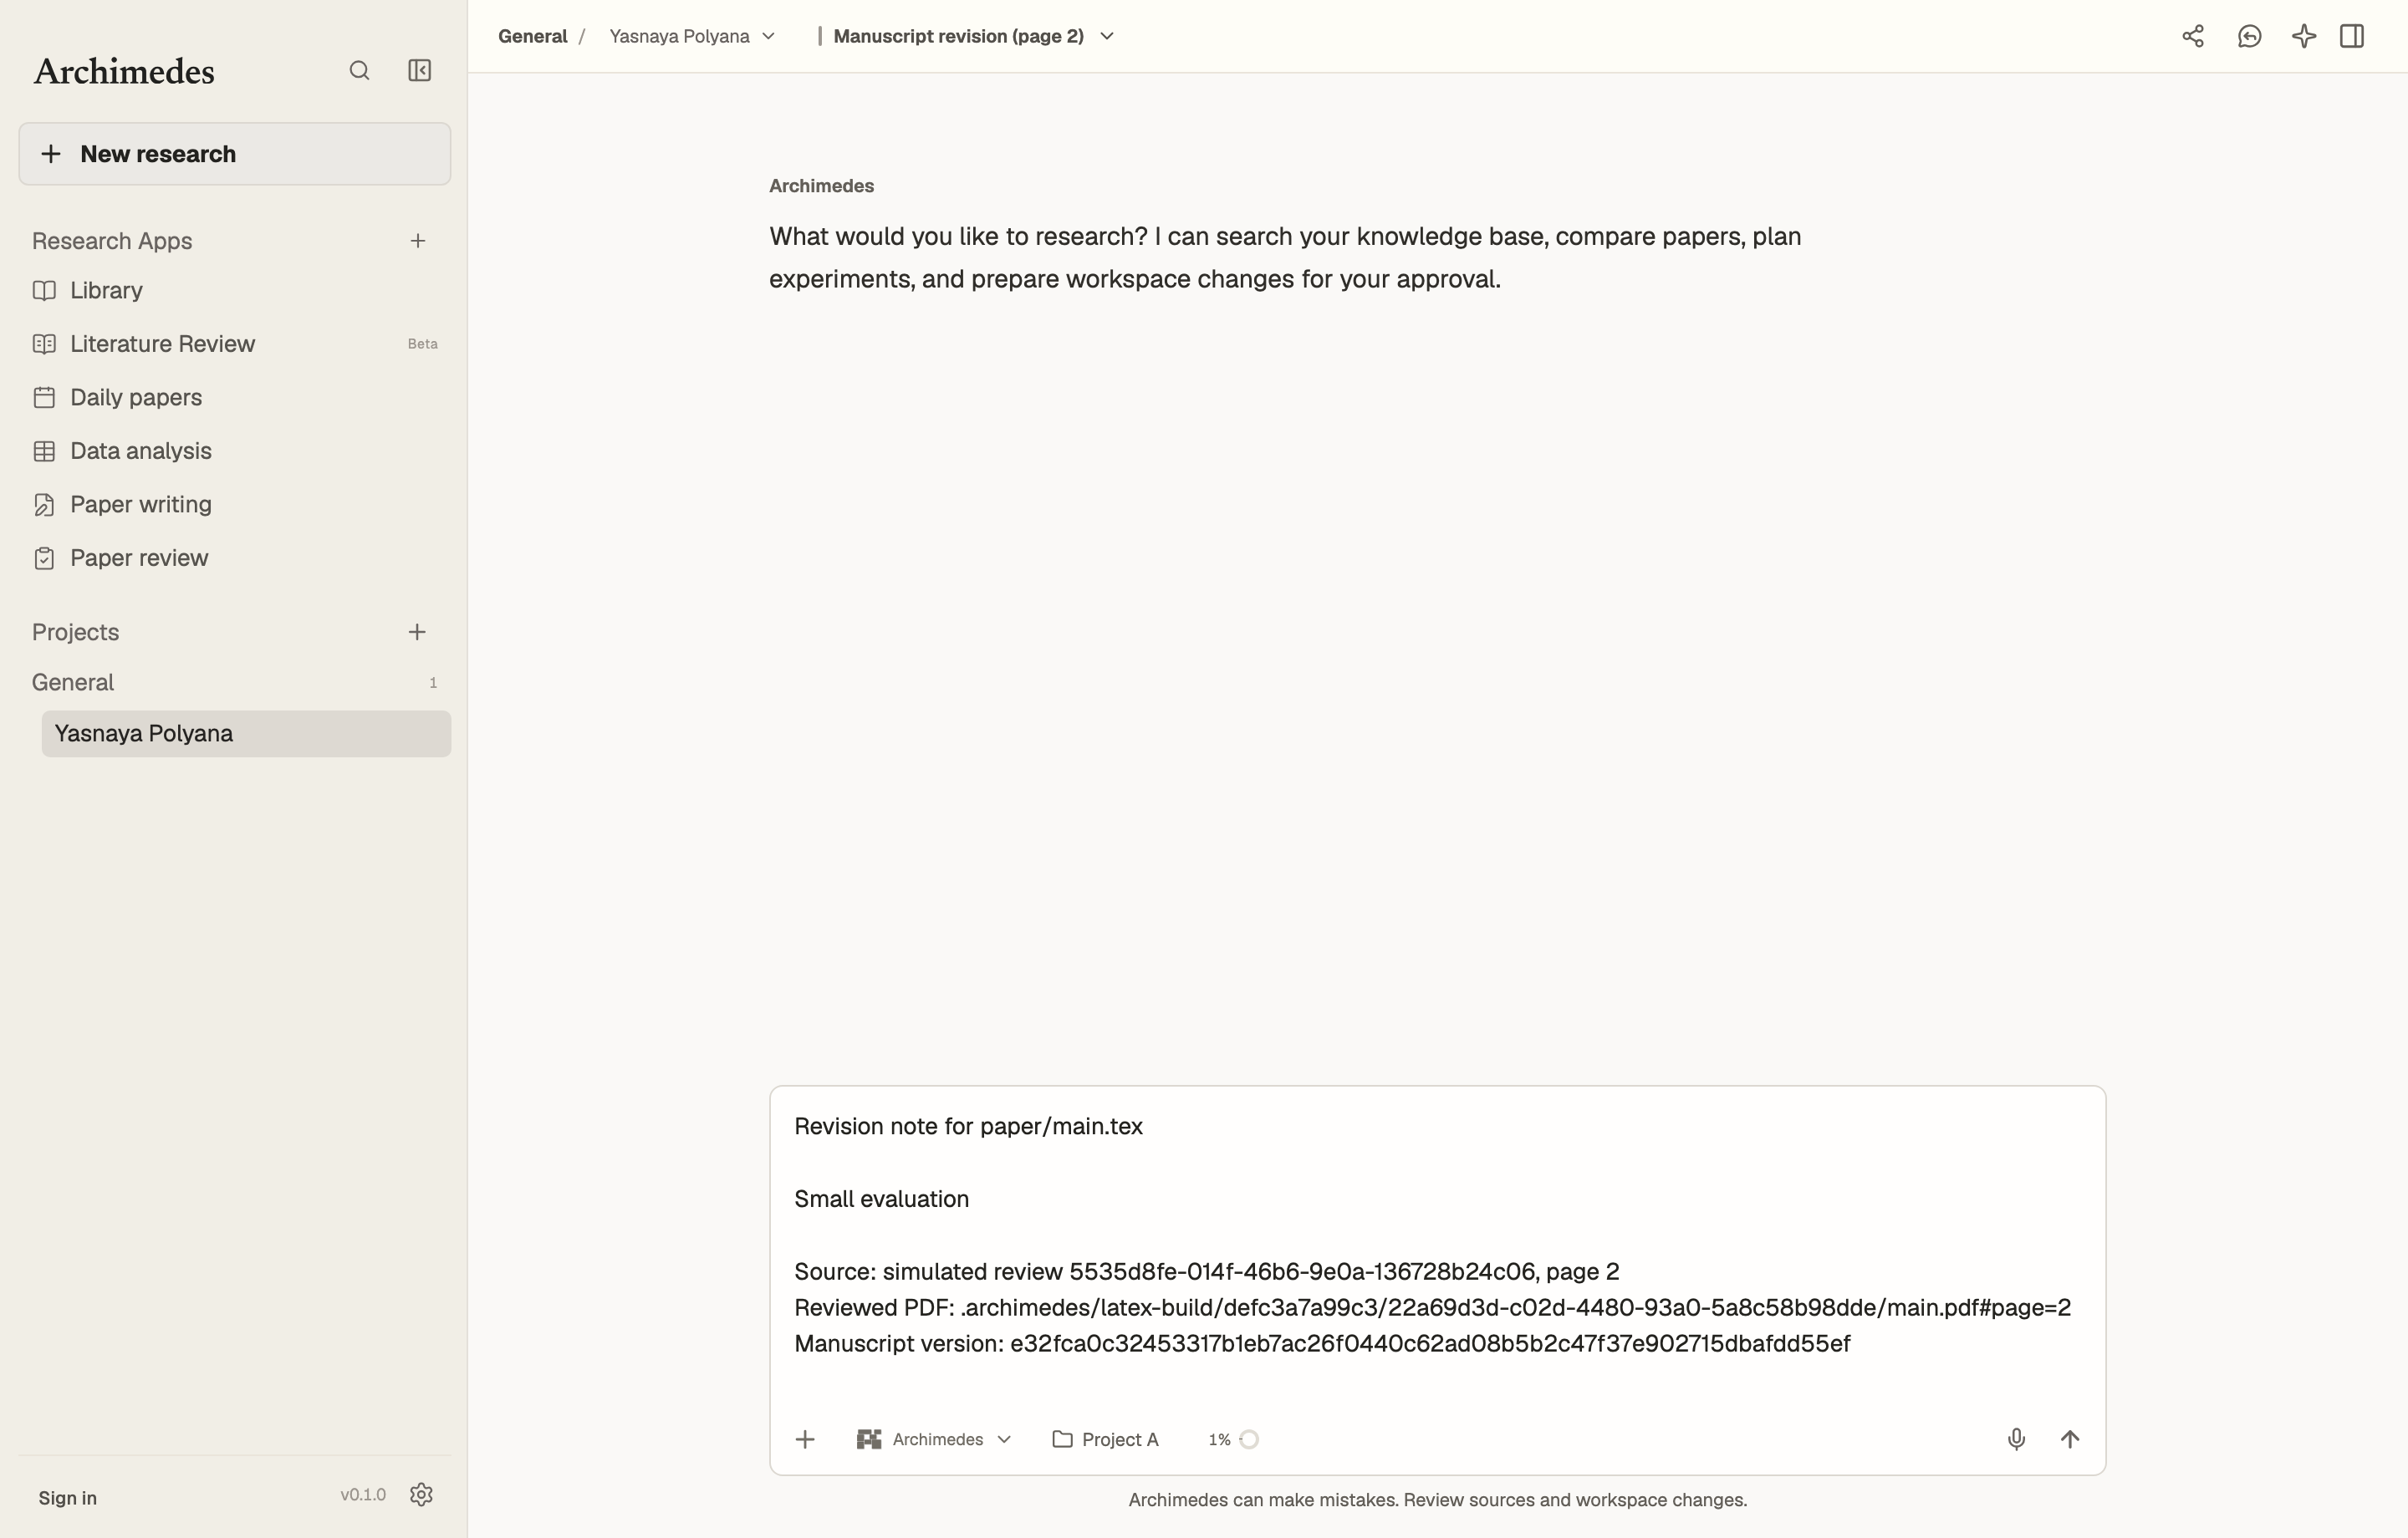 Archimedes
New research
Research Apps
Library
Literature Review Beta
Daily papers
Data analysis
Paper writing
Paper review
Projects
General 1
Yasnaya Polyana
Sign in v0.1.0
General / Yasnaya Polyana | Manuscript revision (page 2)
Archimedes
What would you like to research? I can search your knowledge base, compare papers, plan
experiments, and prepare workspace changes for your approval.
Revision note for paper/main.tex
Small evaluation
Source: simulated review 5535d8fe-014f-46b6-9e0a-136728b24c06, page 2
Reviewed PDF: .archimedes/latex-build/defc3a7a99c3/22a69d3d-c02d-4480-93a0-5a8c58b98dde/main.pdf#page=2
Manuscript version: e32fca0c32453317b1eb7ac26f0440c62ad08b5b2c47f37e902715dbafdd55ef
Archimedes Project A 1%
Archimedes can make mistakes. Review sources and workspace changes.